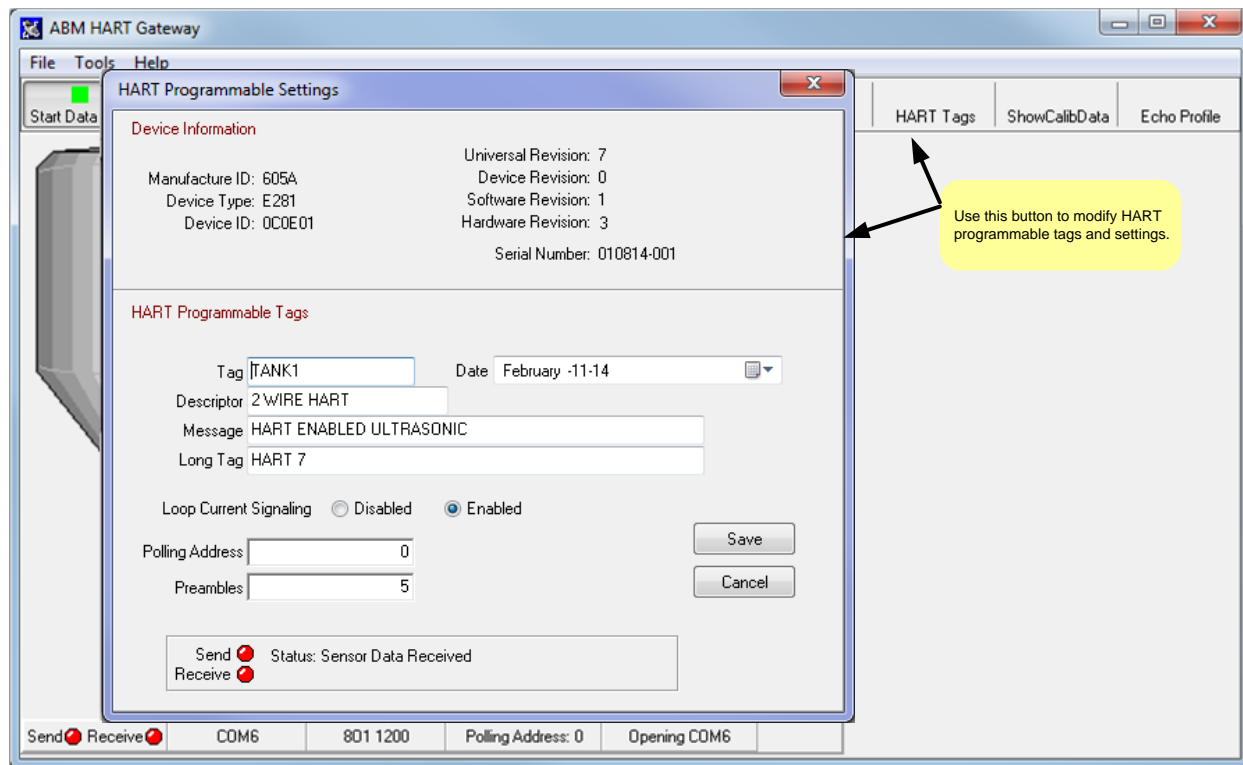 ABM HART Gateway
File Tools Help
Start Data
HART Tags
ShowCalibData
Echo Profile
HART Programmable Settings
Device Information
Manufacture ID: 605A
Device Type: E281
Device ID: 0C0E01
Universal Revision: 7
Device Revision: 0
Software Revision: 1
Hardware Revision: 3
Serial Number: 010814-001
HART Programmable Tags
Tag TANK1
Date February -11-14
Descriptor 2 WIRE HART
Message HART ENABLED ULTRASONIC
Long Tag HART 7
Loop Current Signaling Disabled Enabled
Polling Address 0
Preambles 5
Save
Cancel
Send Status: Sensor Data Received
Receive
Use this button to modify HART
programmable tags and settings.
Send Receive COM6 8O1 1200 Polling Address: 0 Opening COM6